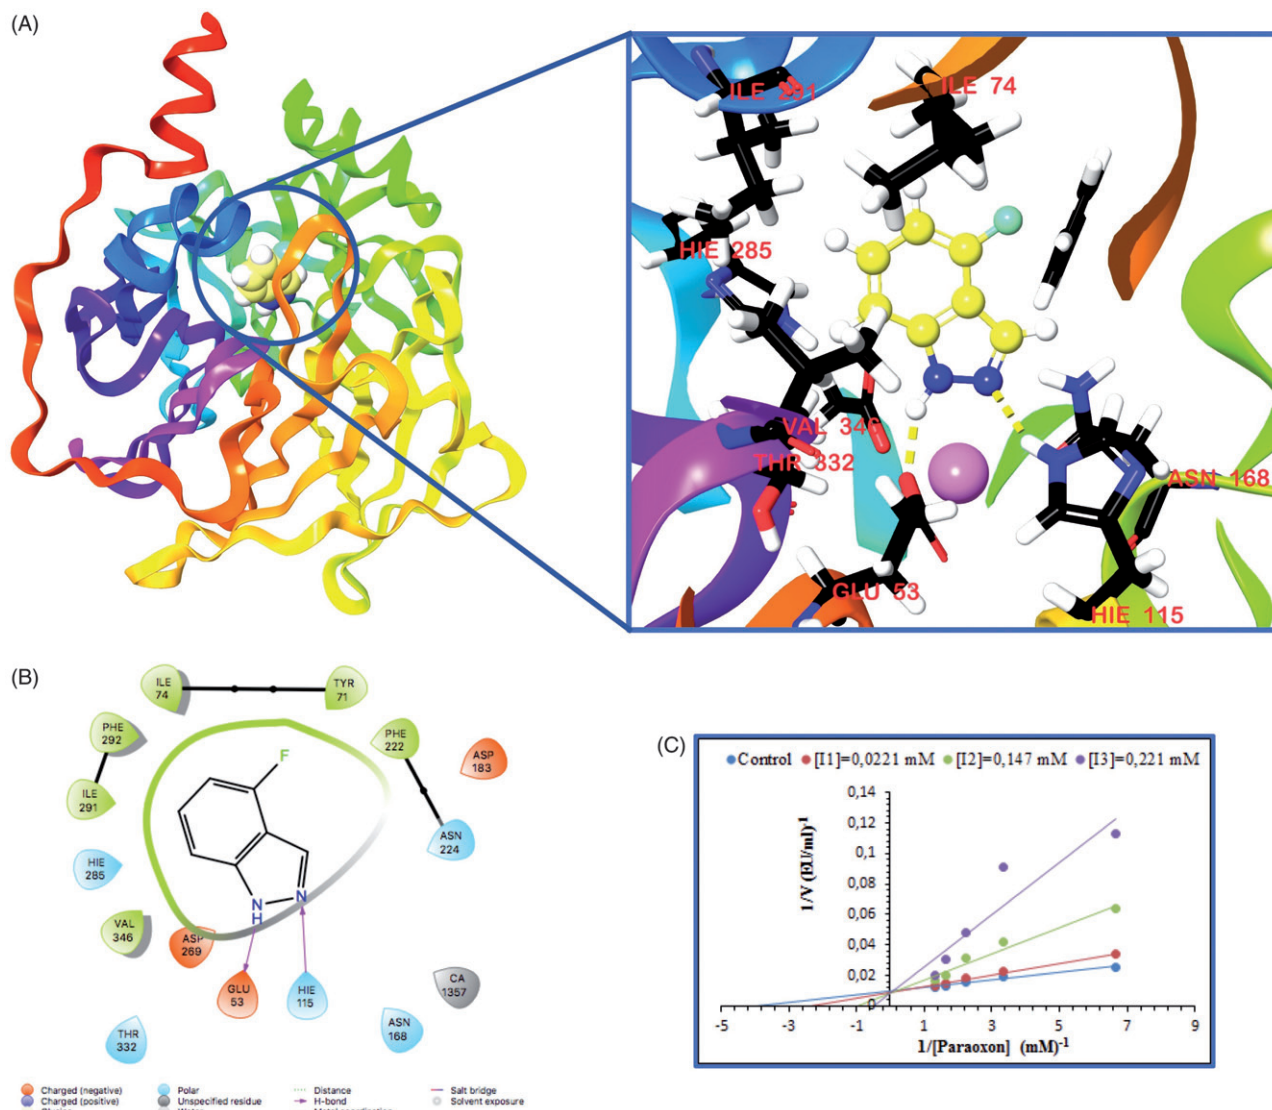 (A)
ILE 291
ILE 74
HIE 285
VAL 346
THR 332
ASN 168
GLU 53
HIE 115
(B)
ILE
74
TYR
71
PHE
292
PHE
222
ASP
183
ILE
291
F
ASN
224
HIE
285
N
H
N
VAL
346
ASP
269
GLU
53
HIE
115
CA
1357
THR
332
ASN
168
Charged (negative)
Polar
Distance
Salt bridge
Charged (positive)
Unspecified residue
H-bond
Solvent exposure
(C)
Control [I1]=0,0221 mM [I2]=0,147 mM [I3]=0,221 mM
0,14
0,12
0,1
0,08
0,06
0,04
0,02
0
1/V (EU/ml)-1
-5 -3 -1 1 3 5 7 9
1/[Paraoxon] (mM)-1